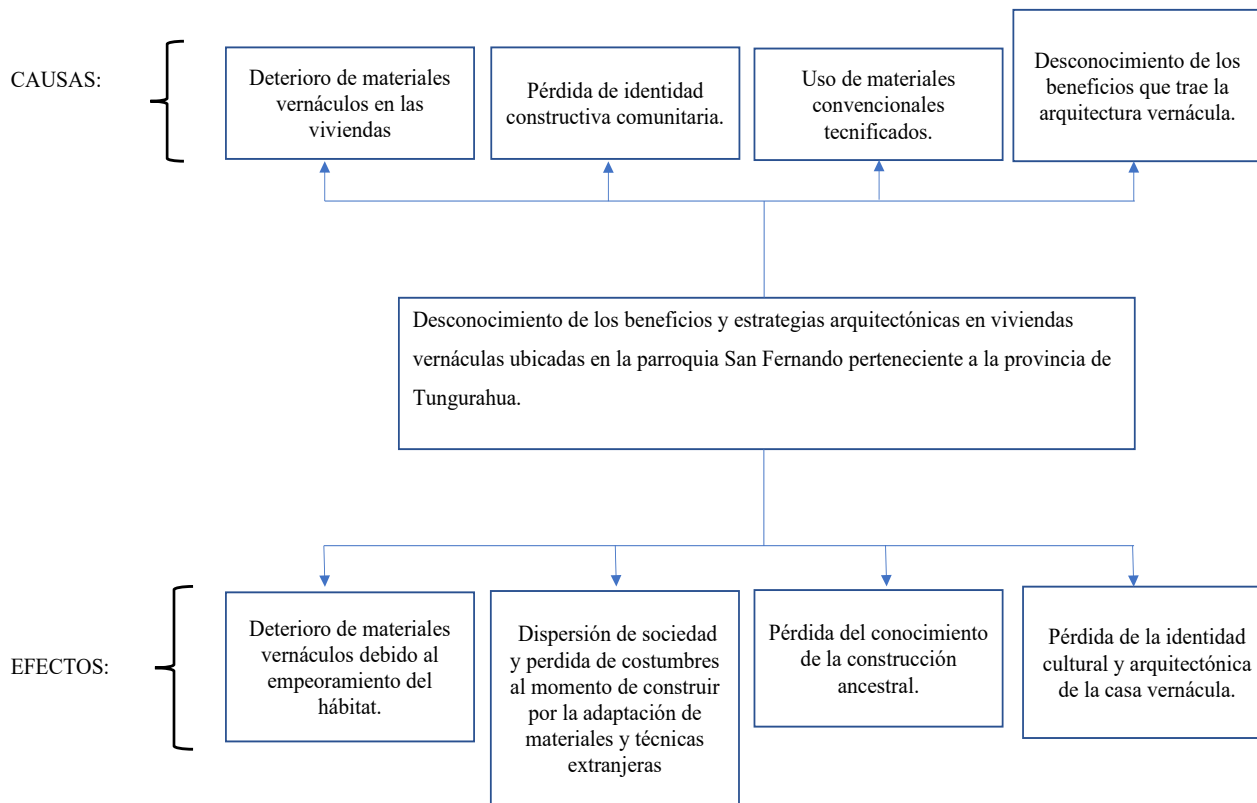 CAUSAS:
Deterioro de materiales
vernáculos en las
viviendas
Pérdida de identidad
constructiva comunitaria.
Uso de materiales
convencionales
tecnificados.
Desconocimiento de los
beneficios que trae la
arquitectura vernácula.
Desconocimiento de los beneficios y estrategias arquitectónicas en viviendas
vernáculas ubicadas en la parroquia San Fernando perteneciente a la provincia de
Tungurahua.
EFECTOS:
Deterioro de materiales
vernáculos debido al
empeoramiento del
hábitat.
Dispersión de sociedad
y perdida de costumbres
al momento de construir
por la adaptación de
materiales y técnicas
extranjeras
Pérdida del conocimiento
de la construcción
ancestral.
Pérdida de la identidad
cultural y arquitectónica
de la casa vernácula.